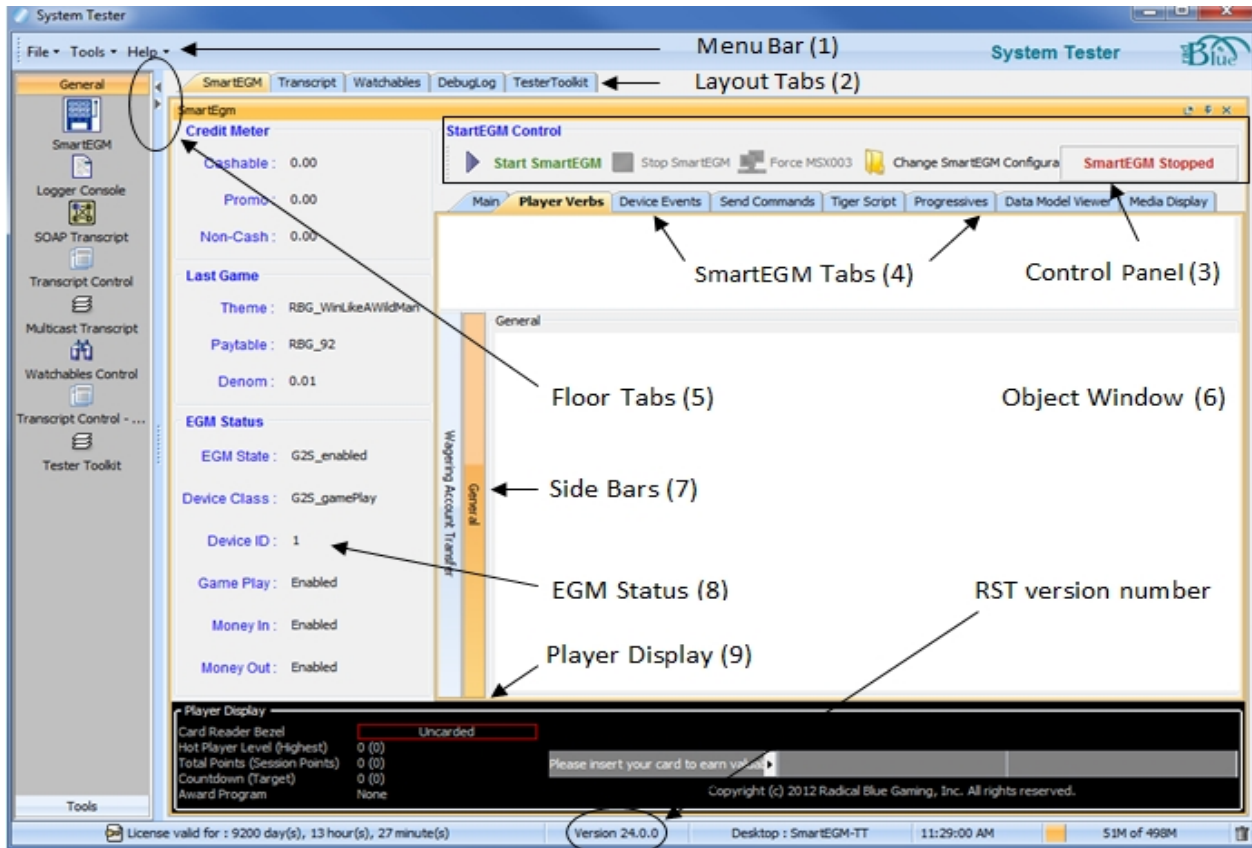 System Tester
File Tools Help
Menu Bar (1)
System Tester
Blue
General
SmartEGM
Logger Console
SOAP Transcript
Transcript Control
Multicast Transcript
Watchables Control
Transcript Control - ...
Tester Toolkit
Tools
SmartEGM Transcript Watchables DebugLog TesterToolkit
Layout Tabs (2)
SmartEgm
Credit Meter
Cashable : 0.00
Promo : 0.00
Non-Cash : 0.00
Last Game
Theme : RBG_WinLikeAWildMan
Paytable : RBG_92
Denom : 0.01
EGM Status
EGM State : G2S_enabled
Device Class : G2S_gamePlay
Device ID : 1
Game Play : Enabled
Money In : Enabled
Money Out : Enabled
StartEGM Control
Start SmartEGM Stop SmartEGM Force MSX003 Change SmartEGM Configura SmartEGM Stopped
Main Player Verbs Device Events Send Commands Tiger Script Progressives Data Model Viewer Media Display
SmartEGM Tabs (4)
Control Panel (3)
General
Floor Tabs (5)
Object Window (6)
Wagering Account Transfer
General
Side Bars (7)
EGM Status (8)
RST version number
Player Display (9)
Player Display
Card Reader Bezel Uncarded
Hot Player Level (Highest) 0 (0)
Total Points (Session Points) 0 (0)
Countdown (Target) 0 (0)
Award Program None
Please insert your card to earn
Copyright (c) 2012 Radical Blue Gaming, Inc. All rights reserved.
License valid for : 9200 day(s), 13 hour(s), 27 minute(s)
Version 24.0.0
Desktop : SmartEGM-TT
11:29:00 AM
51M of 498M